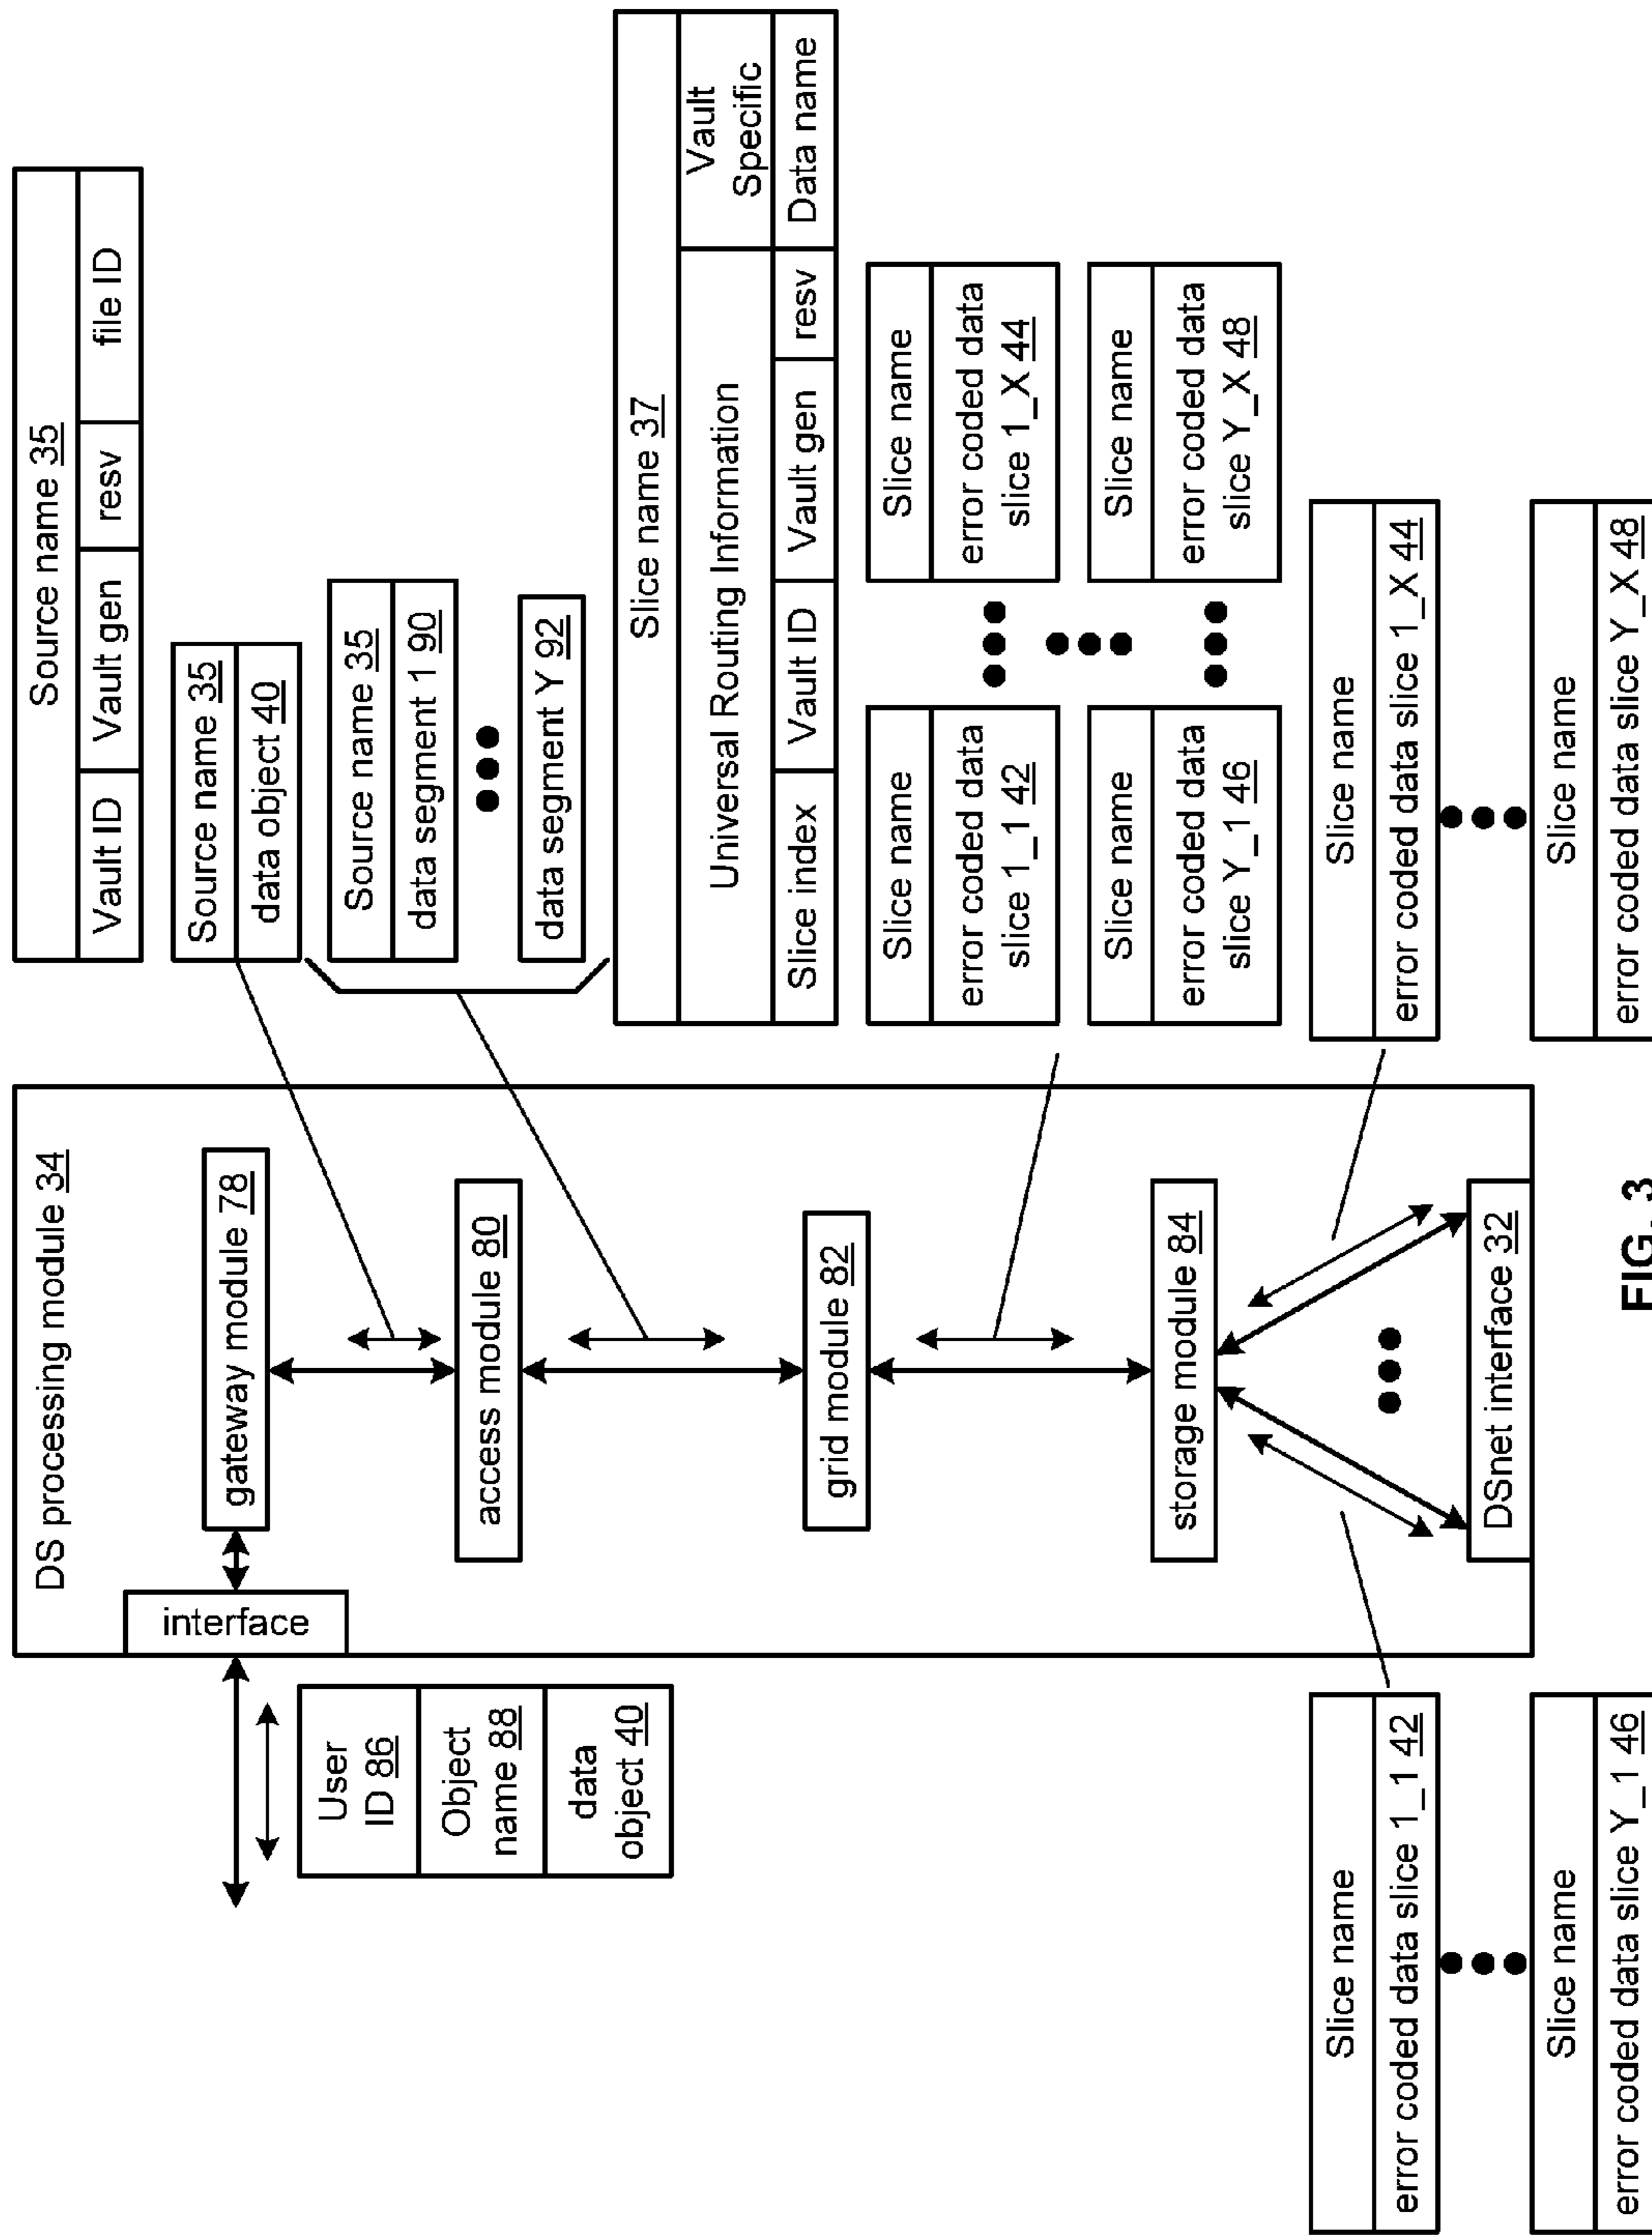 DS processing module 34
interface
gateway module 78
access module 80
grid module 82
storage module 84
DSnet interface 32
User
ID 86
Object
name 88
data
object 40
Source name 35
Vault ID
Vault gen
resv
file ID
Source name 35
data object 40
Source name 35
data segment 1 90
data segment Y 92
Slice name 37
Universal Routing Information
Vault
Specific
Slice index
Vault ID
Vault gen
resv
Data name
Slice name
error coded data
slice 1_1 42
Slice name
error coded data
slice 1_X 44
Slice name
error coded data
slice Y_1 46
Slice name
error coded data
slice Y_X 48
Slice name
error coded data slice 1_1 42
Slice name
error coded data slice Y_1 46
Slice name
error coded data slice 1_X 44
Slice name
error coded data slice Y_X 48
FIG. 3